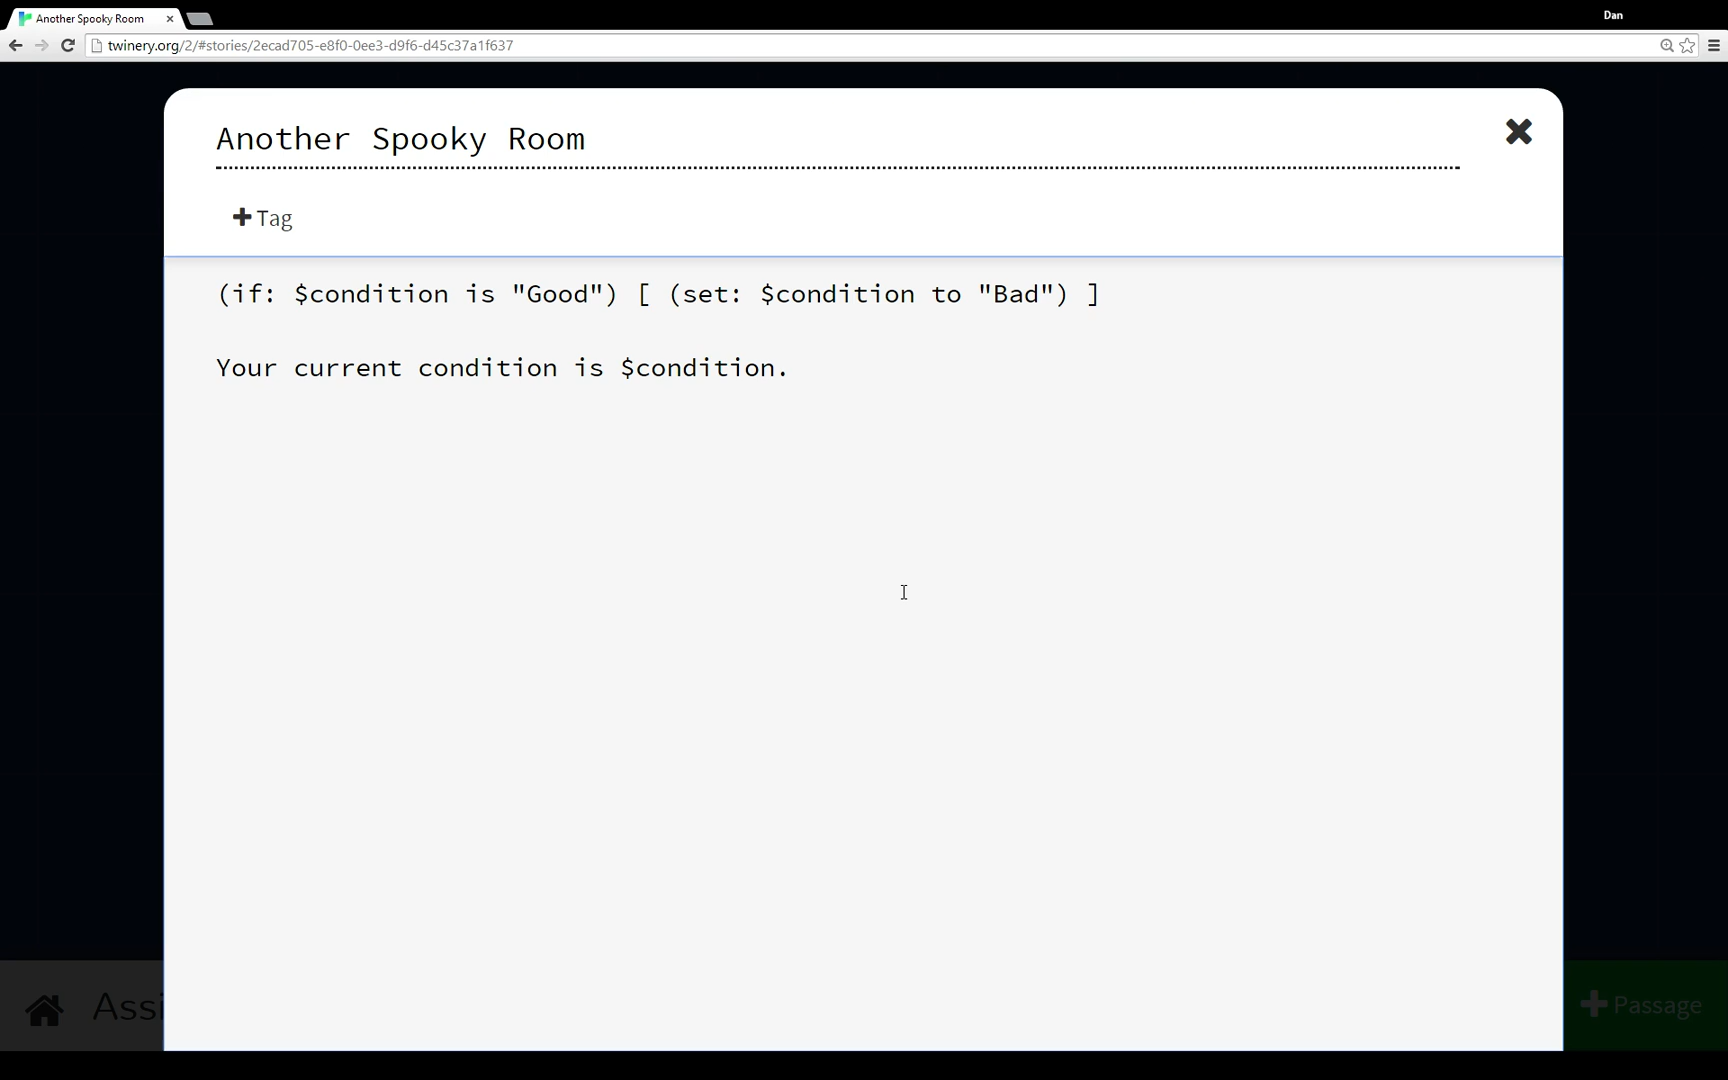 Another Spooky Room
Dan
twinery.org/2/#stories/2ecad705-e8f0-0ee3-d9f6-d45c37a1f637
Another Spooky Room
Tag
(if: $condition is "Good") [ (set: $condition to "Bad") ]
Your current condition is $condition.
Assi
Passage